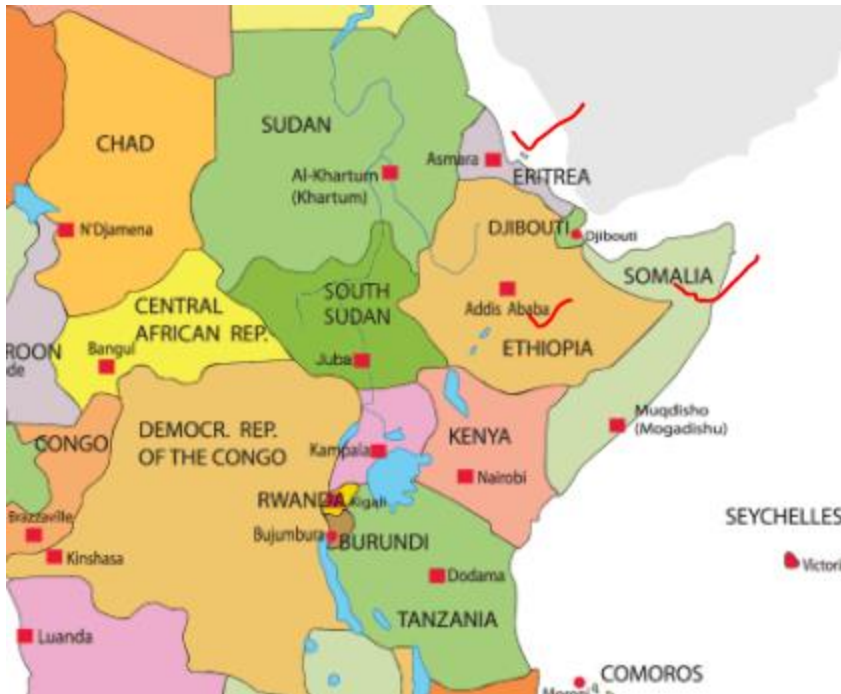 SUDAN
CHAD
Asmara
Al-Khartum
(Khartum)
ERITREA
N'Djamena
DJIBOUTI
Djibouti
SOMALIA
SOUTH
SUDAN
CENTRAL
AFRICAN REP.
Addis Ababa
ETHIOPIA
ROON
de
Bangui
Juba
Muqdisho
(Mogadishu)
DEMOCR. REP.
OF THE CONGO
CONGO
KENYA
Kampala
Nairobi
RWANDA
Kigali
Brazzaville
SEYCHELLES
Bujumbura
BURUNDI
Kinshasa
Victori
Dodama
TANZANIA
Luanda
COMOROS